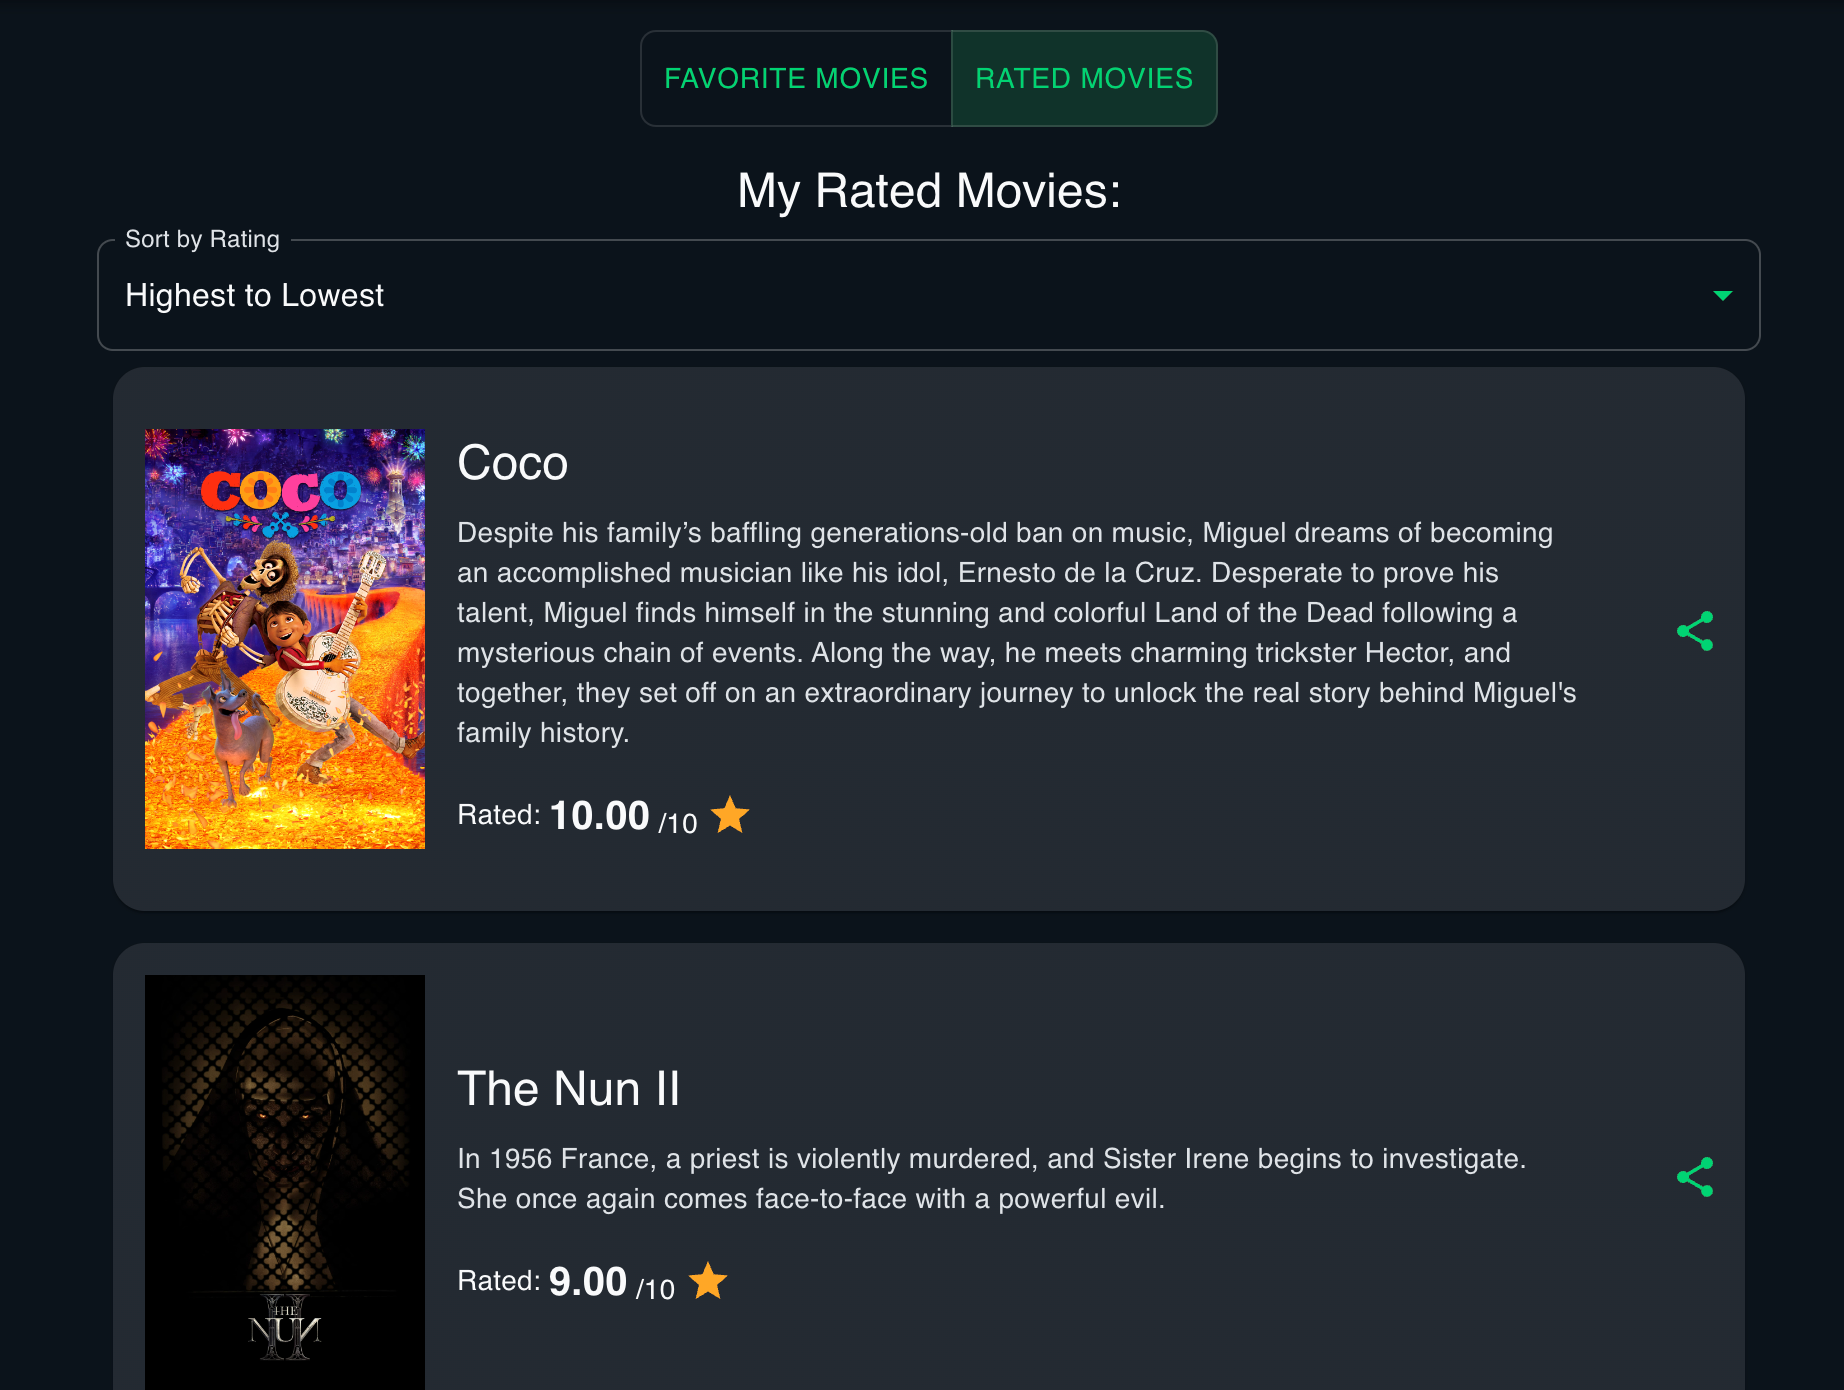 FAVORITE MOVIES
RATED MOVIES
My Rated Movies:
Sort by Rating
Highest to Lowest
COCO
Coco
Despite his family’s baffling generations-old ban on music, Miguel dreams of becoming
an accomplished musician like his idol, Ernesto de la Cruz. Desperate to prove his
talent, Miguel finds himself in the stunning and colorful Land of the Dead following a
mysterious chain of events. Along the way, he meets charming trickster Hector, and
together, they set off on an extraordinary journey to unlock the real story behind Miguel's
family history.
Rated: 10.00 /10
The Nun II
In 1956 France, a priest is violently murdered, and Sister Irene begins to investigate.
She once again comes face-to-face with a powerful evil.
Rated: 9.00 /10
THE
NUN
II